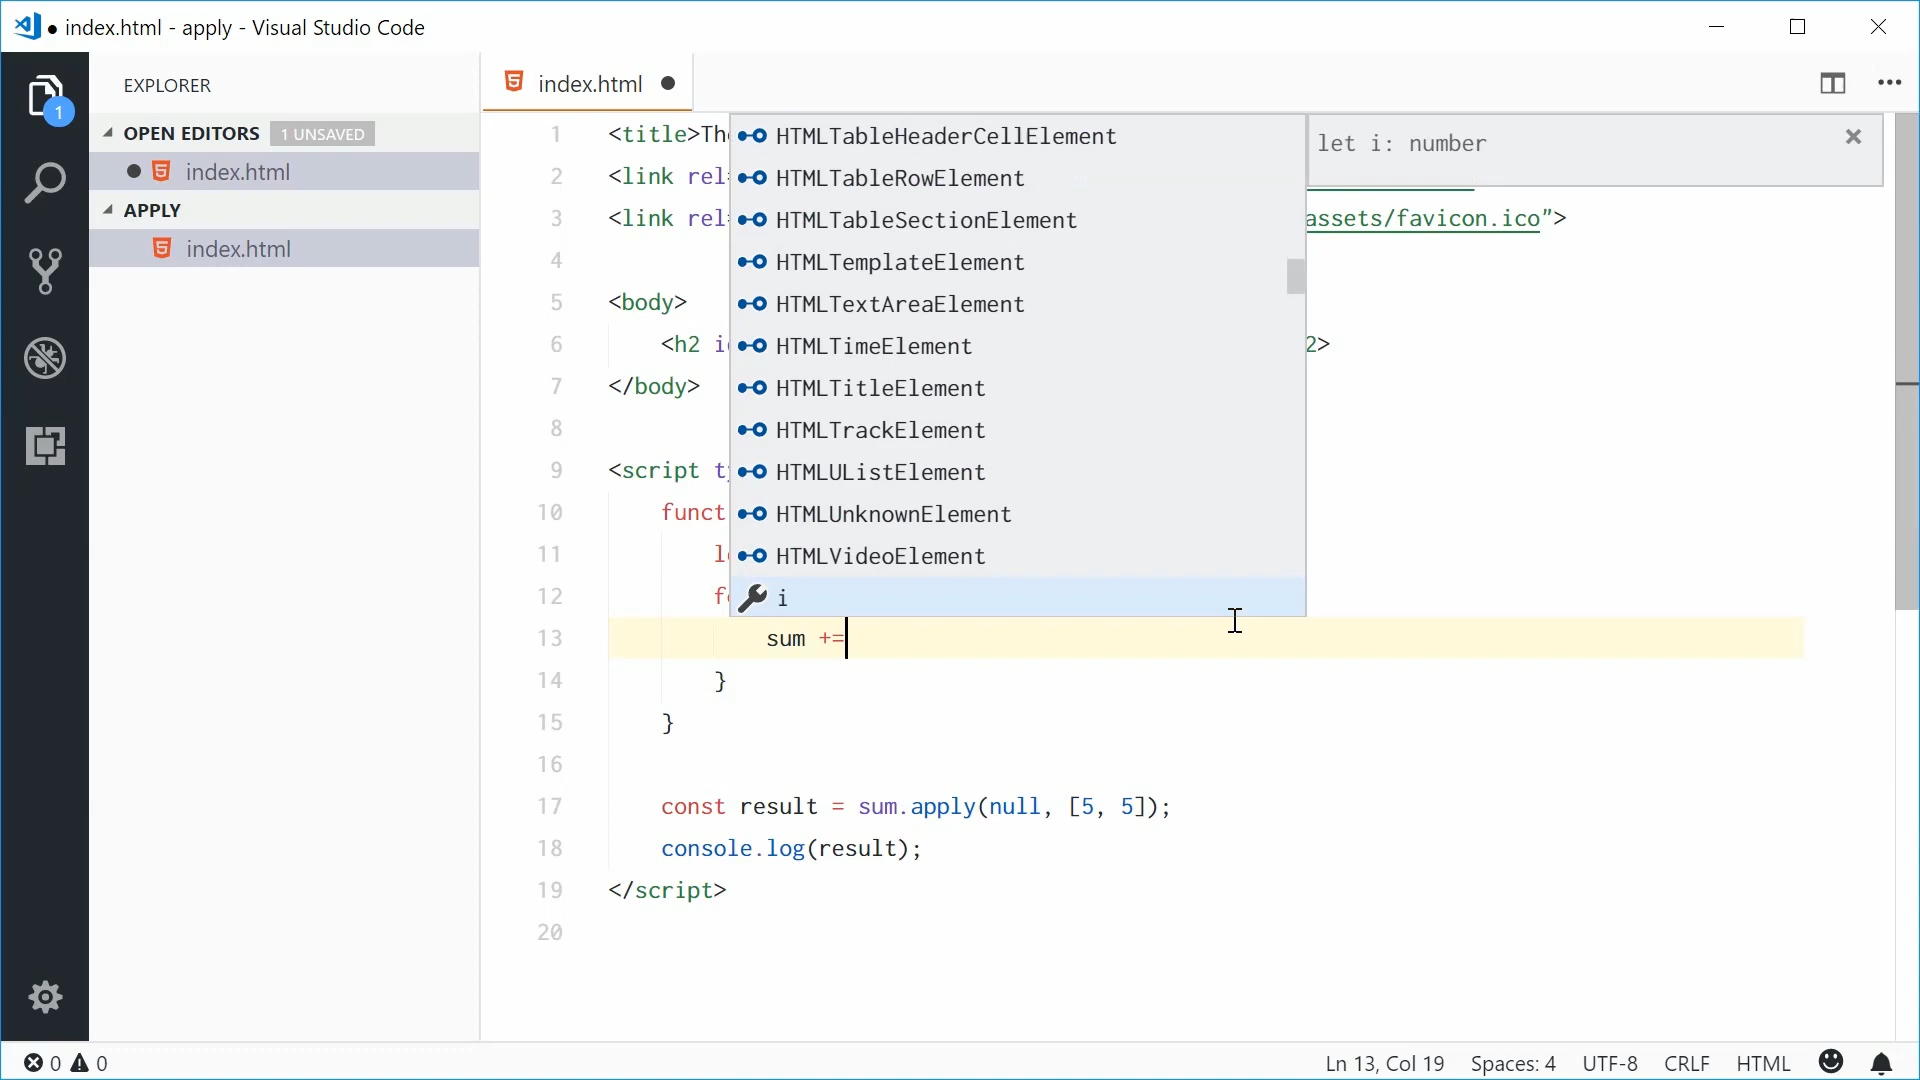 index.html - apply - Visual Studio Code
EXPLORER
OPEN EDITORS 1 UNSAVED
index.html
APPLY
index.html
1
index.html
1 <title>Th
2 <link rel=
3 <link rel= assets/favicon.ico">
4
5 <body>
6 <h2 i 2>
7 </body>
8
9 <script t
10 funct
11 l
12 f
13 sum +=
14 }
15 }
16
17 const result = sum.apply(null, [5, 5]);
18 console.log(result);
19 </script>
20
HTMLTableHeaderCellElement
HTMLTableRowElement
HTMLTableSectionElement
HTMLTemplateElement
HTMLTextAreaElement
HTMLTimeElement
HTMLTitleElement
HTMLTrackElement
HTMLUListElement
HTMLUnknownElement
HTMLVideoElement
i
let i: number
0 0
Ln 13, Col 19 Spaces: 4 UTF-8 CRLF HTML